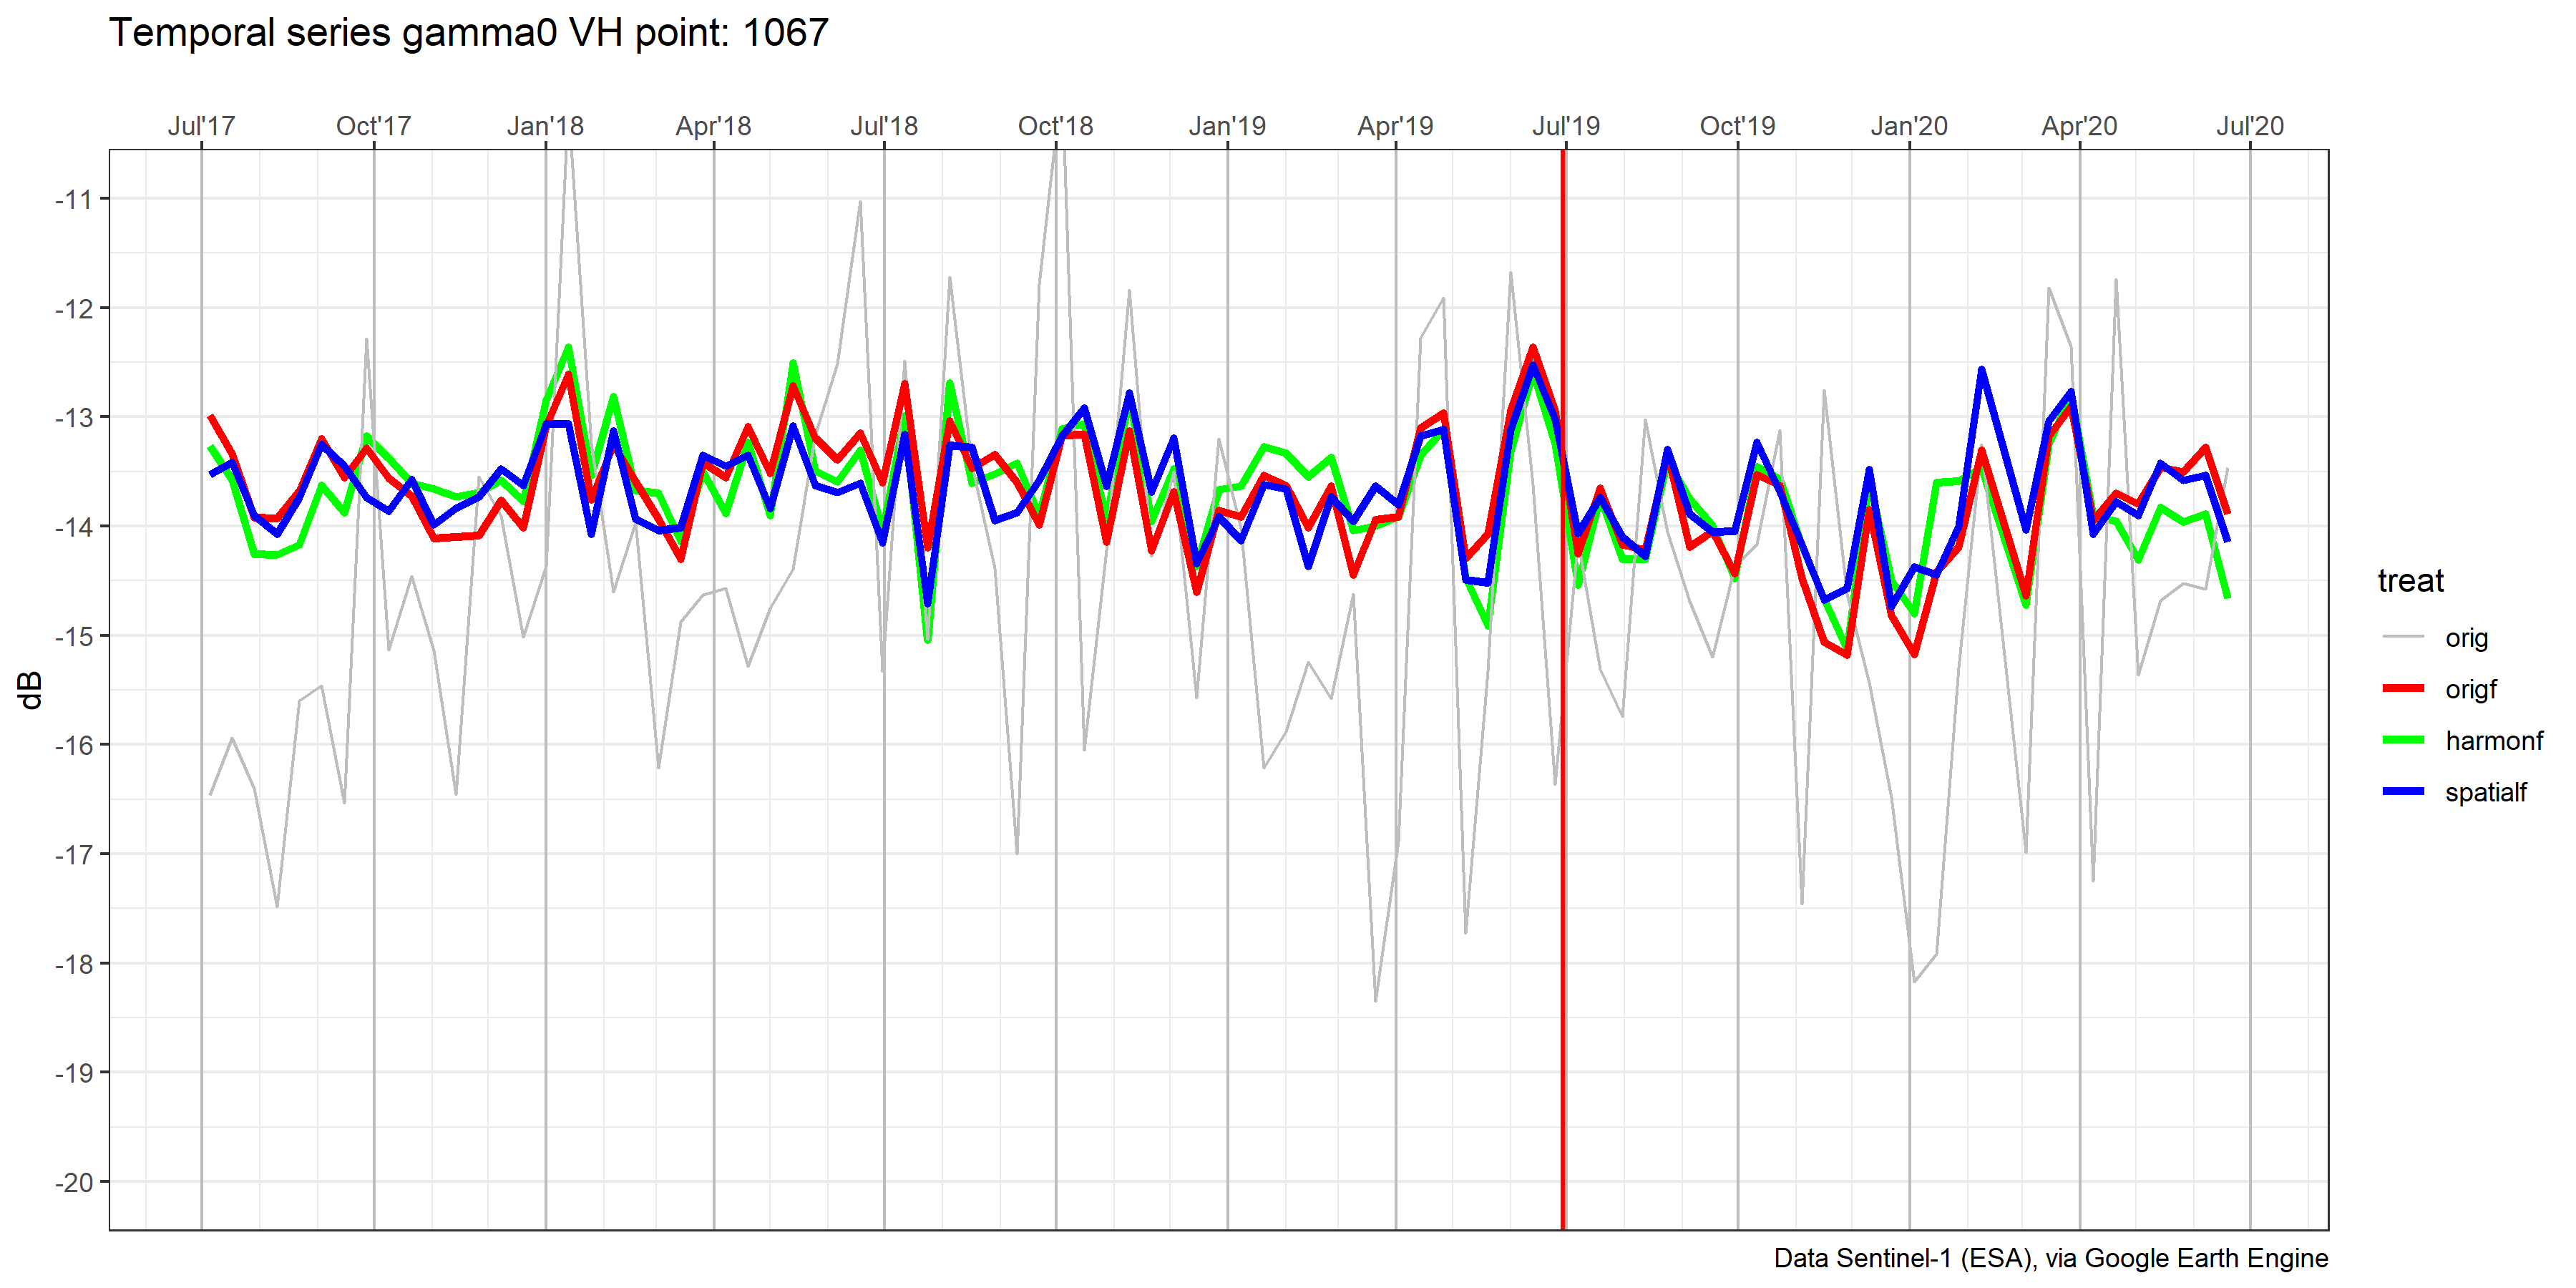 Temporal series gamma0 VH point: 1067
Jul'17 Oct'17 Jan'18 Apr'18 Jul'18 Oct'18 Jan'19 Apr'19 Jul'19 Oct'19 Jan'20 Apr'20 Jul'20
-11
-12
-13
-14
-15
-16
-17
-18
-19
-20
dB
treat
orig
origf
harmonf
spatialf
Data Sentinel-1 (ESA), via Google Earth Engine